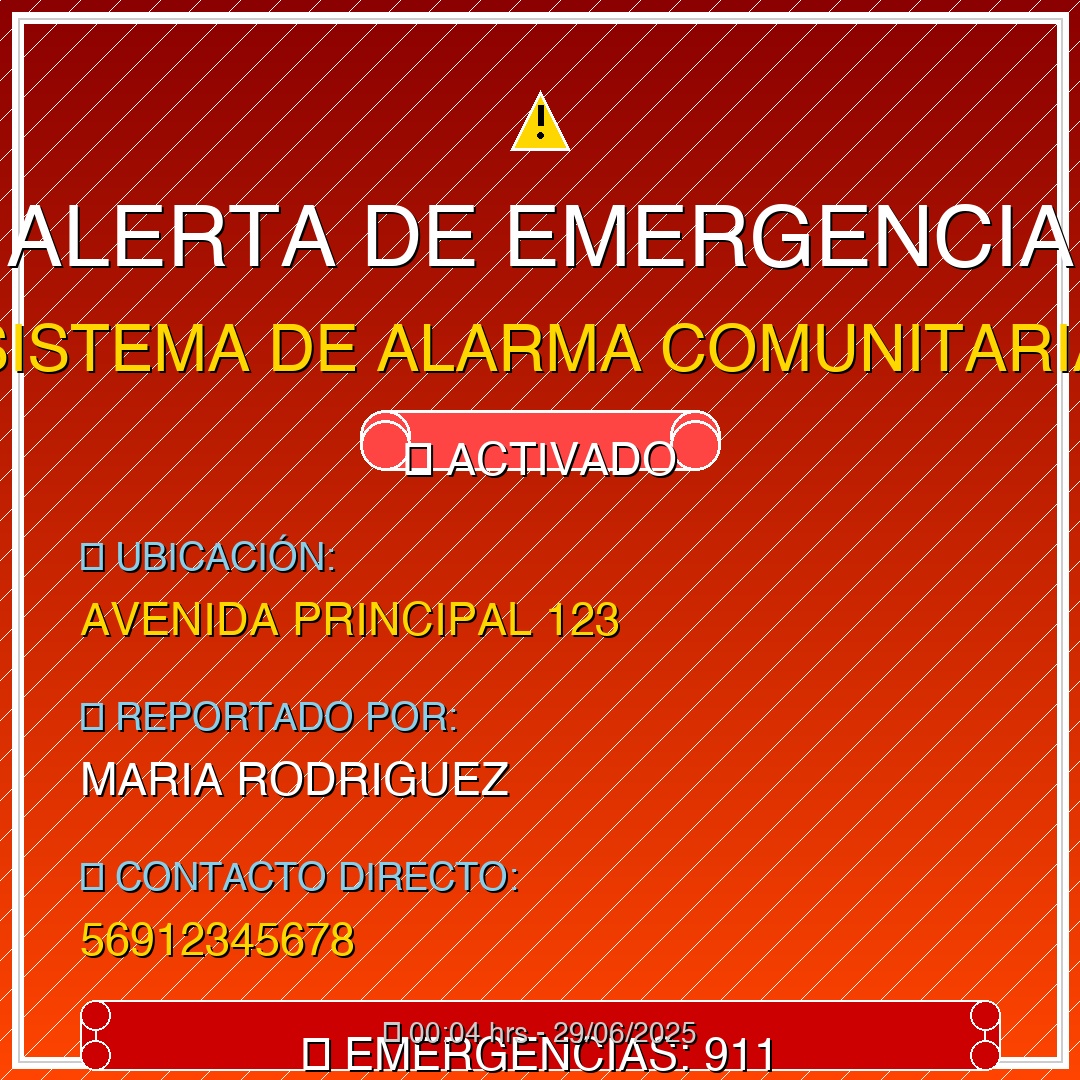 ALERTA DE EMERGENCIA
SISTEMA DE ALARMA COMUNITARIA
ACTIVADO
UBICACIÓN:
AVENIDA PRINCIPAL 123
REPORTADO POR:
MARIA RODRIGUEZ
CONTACTO DIRECTO:
56912345678
00:04 hrs - 29/06/2025
EMERGENCIAS: 911